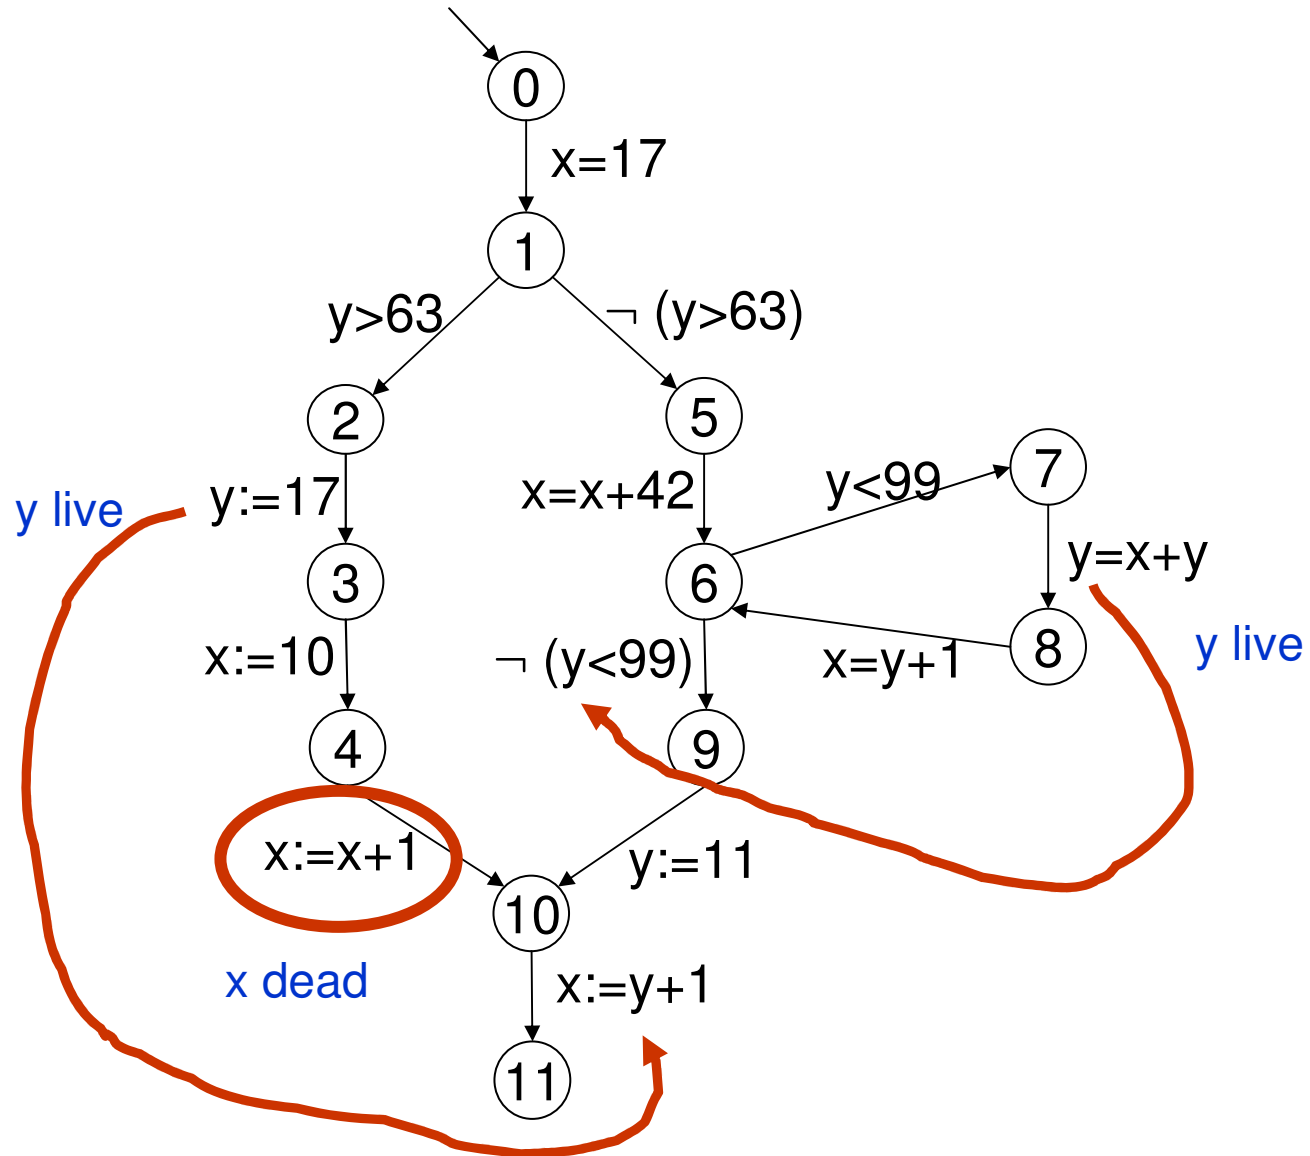 0
x=17
1
y>63
¬ (y>63)
2
5
7
y live
y:=17
x=x+42
y<99
3
6
y=x+y
x:=10
¬ (y<99)
x=y+1
8
y live
4
9
x:=x+1
y:=11
10
x dead
x:=y+1
11